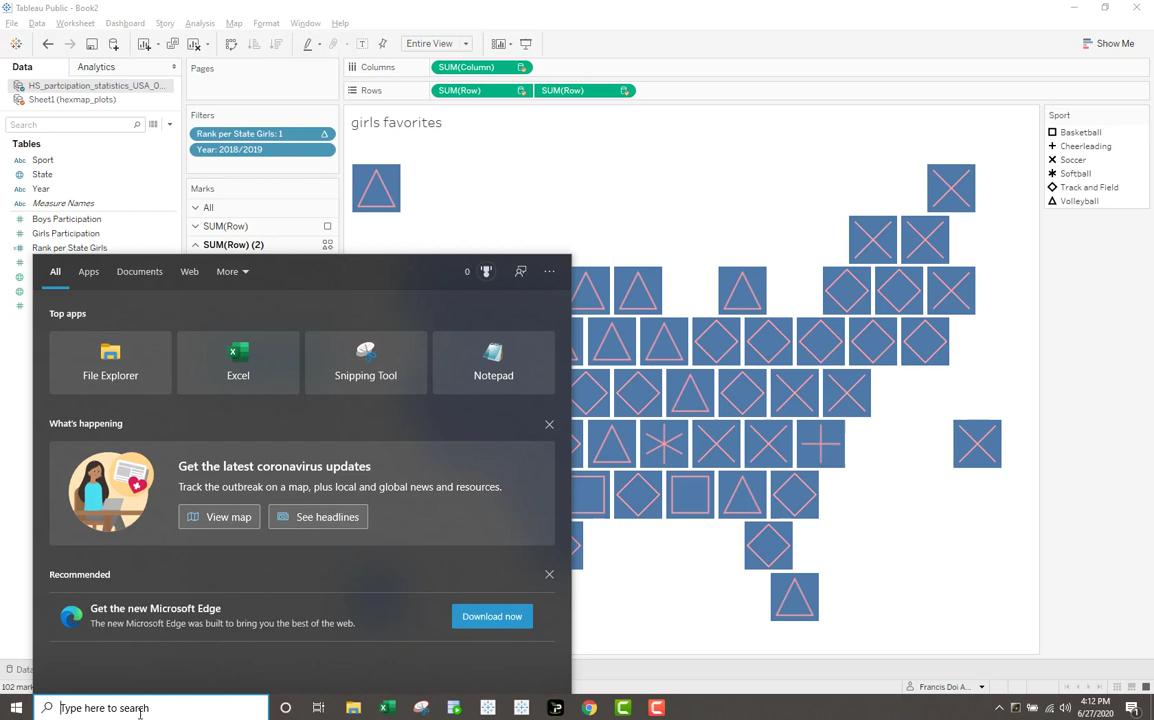 Tableau Public - Book2
File Data Worksheet Dashboard Story Analysis Map Format Window Help
Entire View
Show Me
Data Analytics
Pages
Columns SUM(Column)
HS_partcipation_statistics_USA_0...
Sheet1 (hexmap_plots)
Rows SUM(Row) SUM(Row)
Search
Filters
girls favorites
Sport
Rank per State Girls: 1
Basketball
Tables
Year: 2018/2019
Cheerleading
Abc Sport
Soccer
State
Softball
Abc Year
Marks
Track and Field
Abc Measure Names
All
Volleyball
Boys Participation
SUM(Row)
Girls Participation
SUM(Row) (2)
Rank per State Girls
All Apps Documents Web More 0
Top apps
File Explorer Excel Snipping Tool Notepad
What's happening
Get the latest coronavirus updates
Track the outbreak on a map, plus local and global news and resources.
View map See headlines
Recommended
Get the new Microsoft Edge
The new Microsoft Edge was built to bring you the best of the web.
Download now
Data
102 mark
Francis Doi A...
Type here to search
4:12 PM
6/27/2020
1